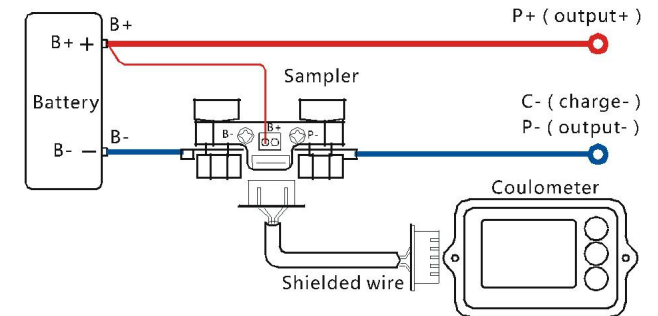 B+
P+ ( output+ )
B+ +
Sampler
Battery
C- ( charge- )
B-
B+
P-
B-
P- ( output- )
B- −
Coulometer
Shielded wire